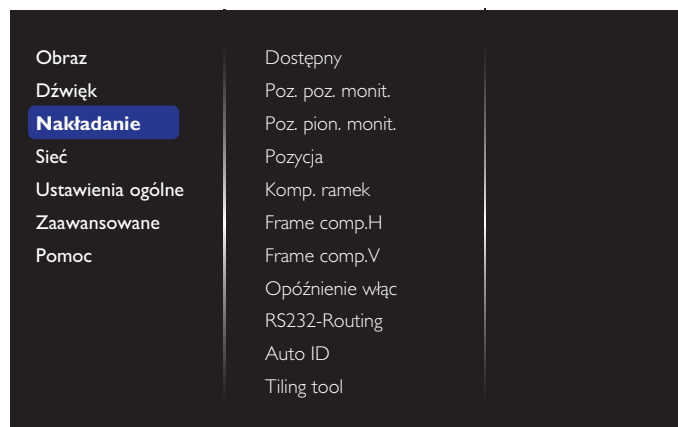 Obraz
Dźwięk
Nakładanie
Sieć
Ustawienia ogólne
Zaawansowane
Pomoc
Dostępny
Poz. poz. monit.
Poz. pion. monit.
Pozycja
Komp. ramek
Frame comp.H
Frame comp.V
Opóźnienie włąc
RS232-Routing
Auto ID
Tiling tool